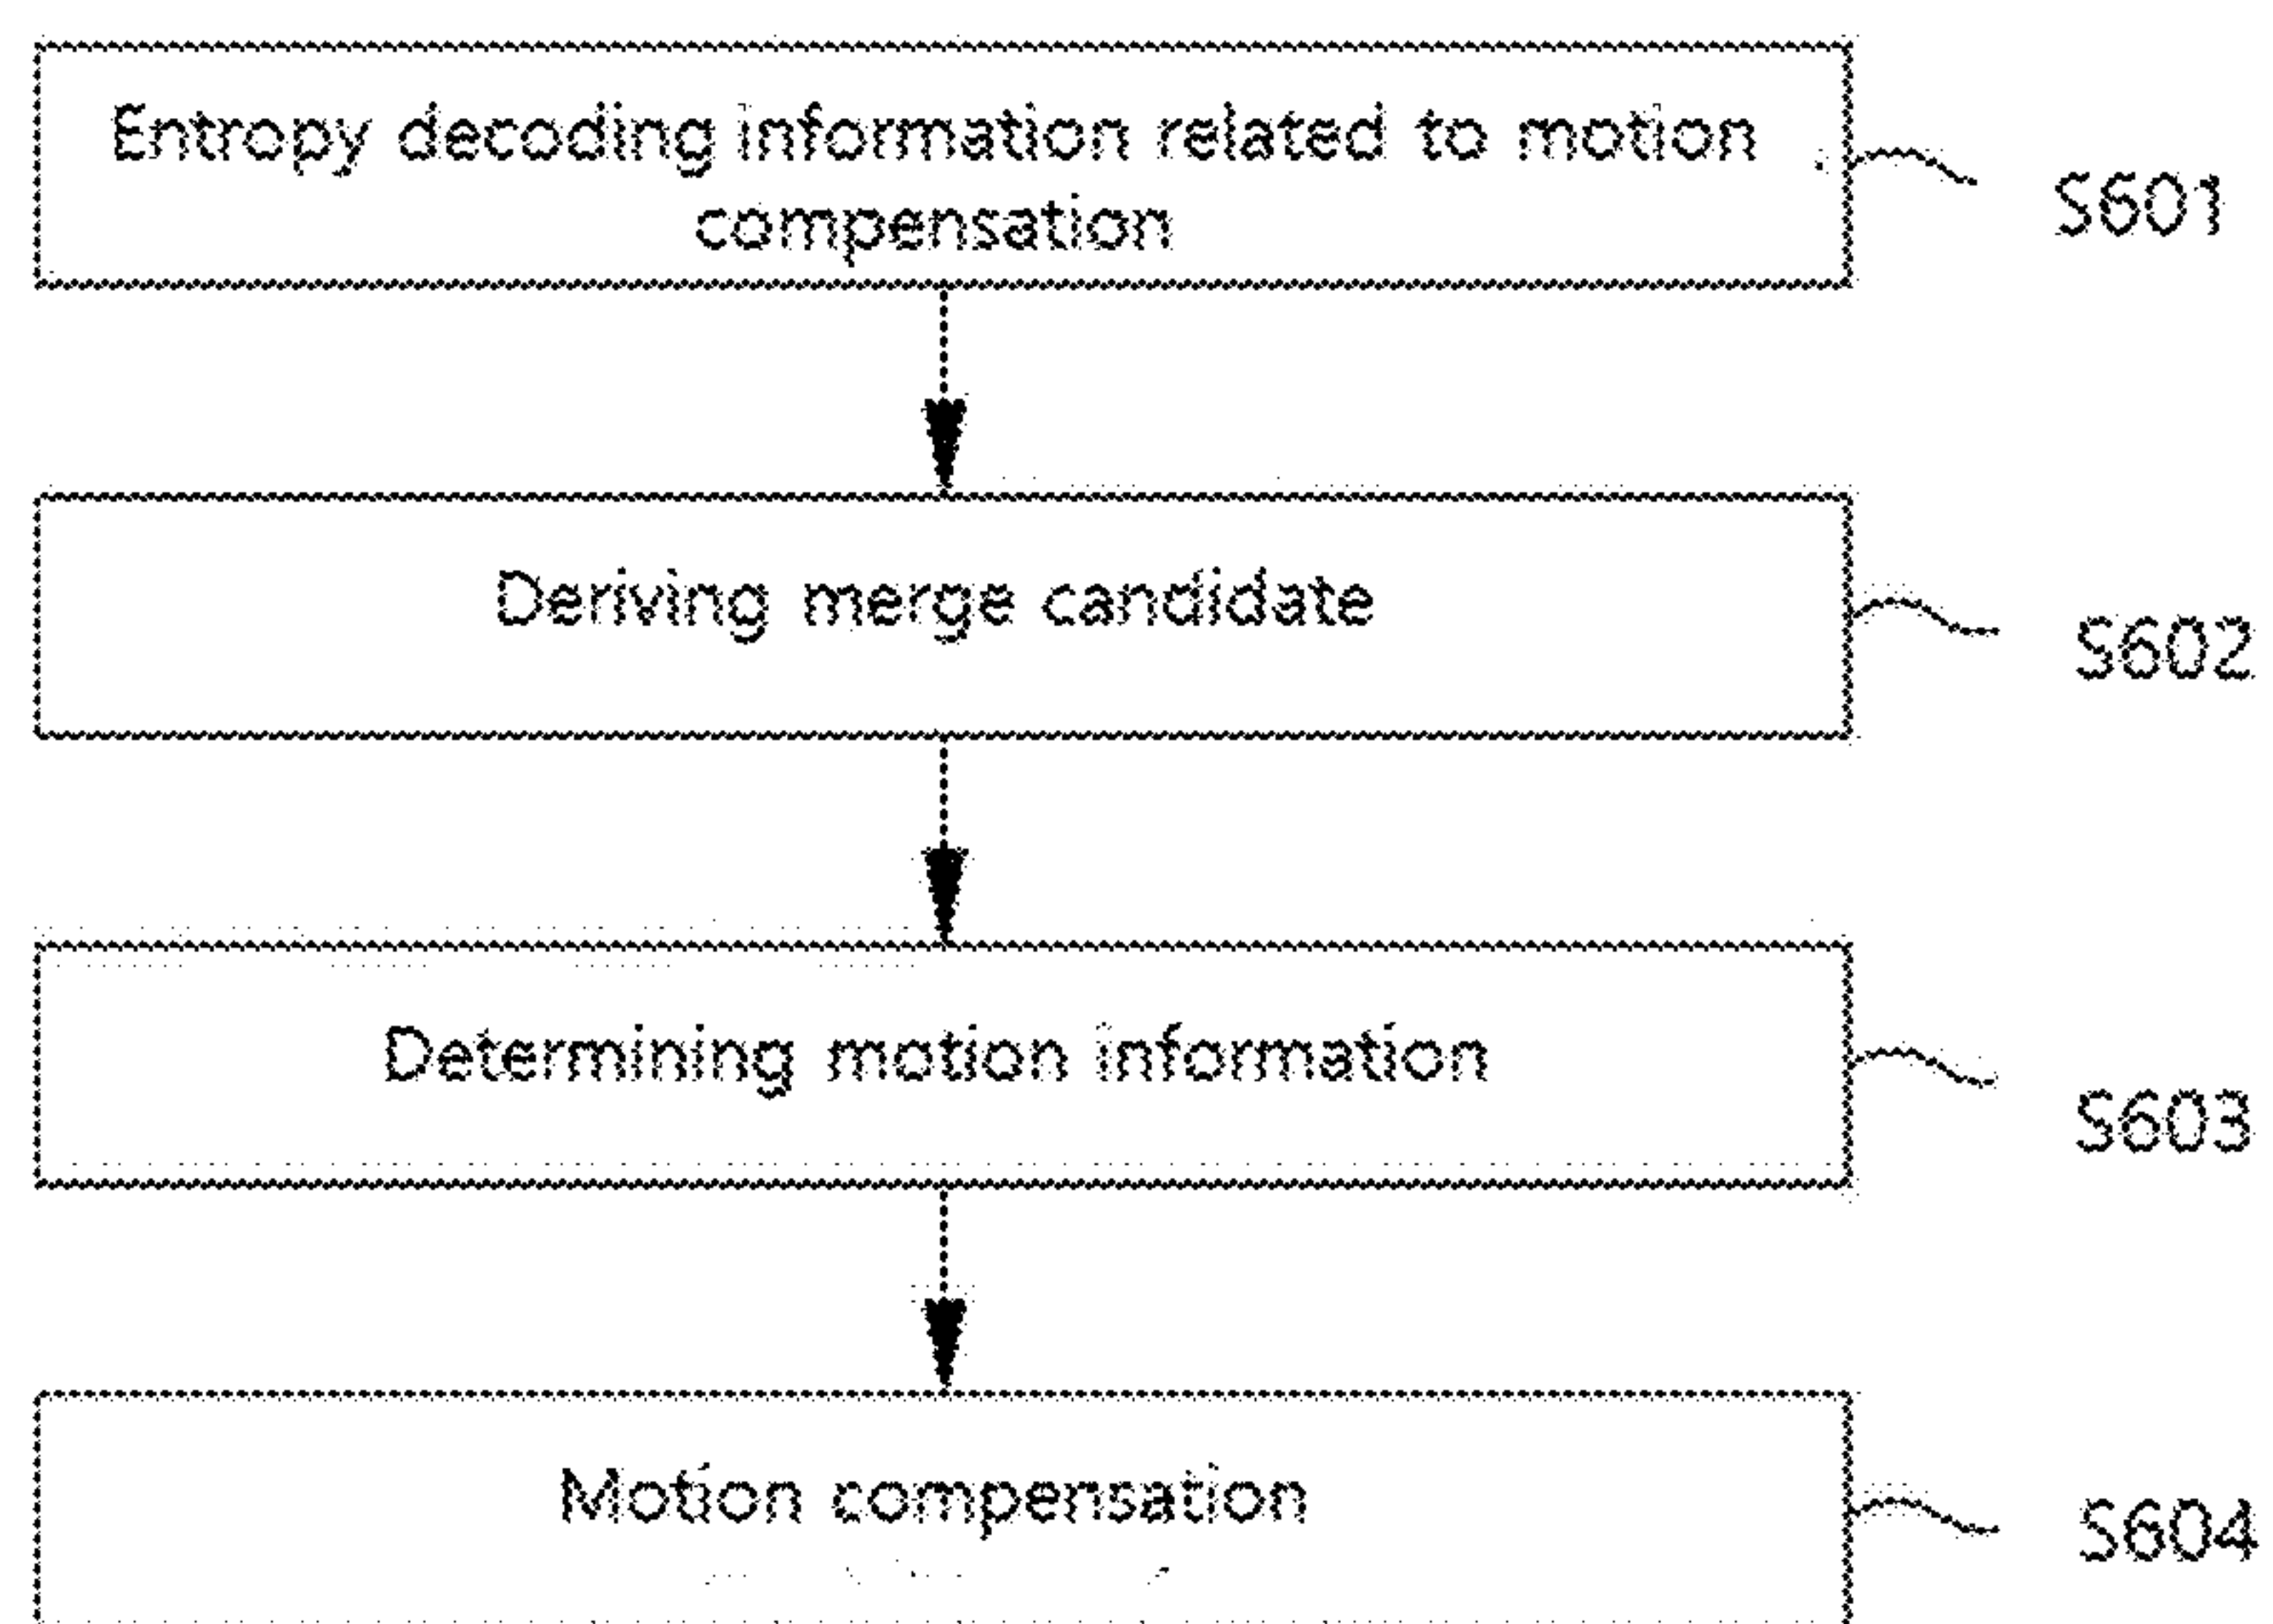 Entropy decoding information related to motion
compensation
S601
Deriving merge candidate
S602
Determining motion information
S603
Motion compensation
S604